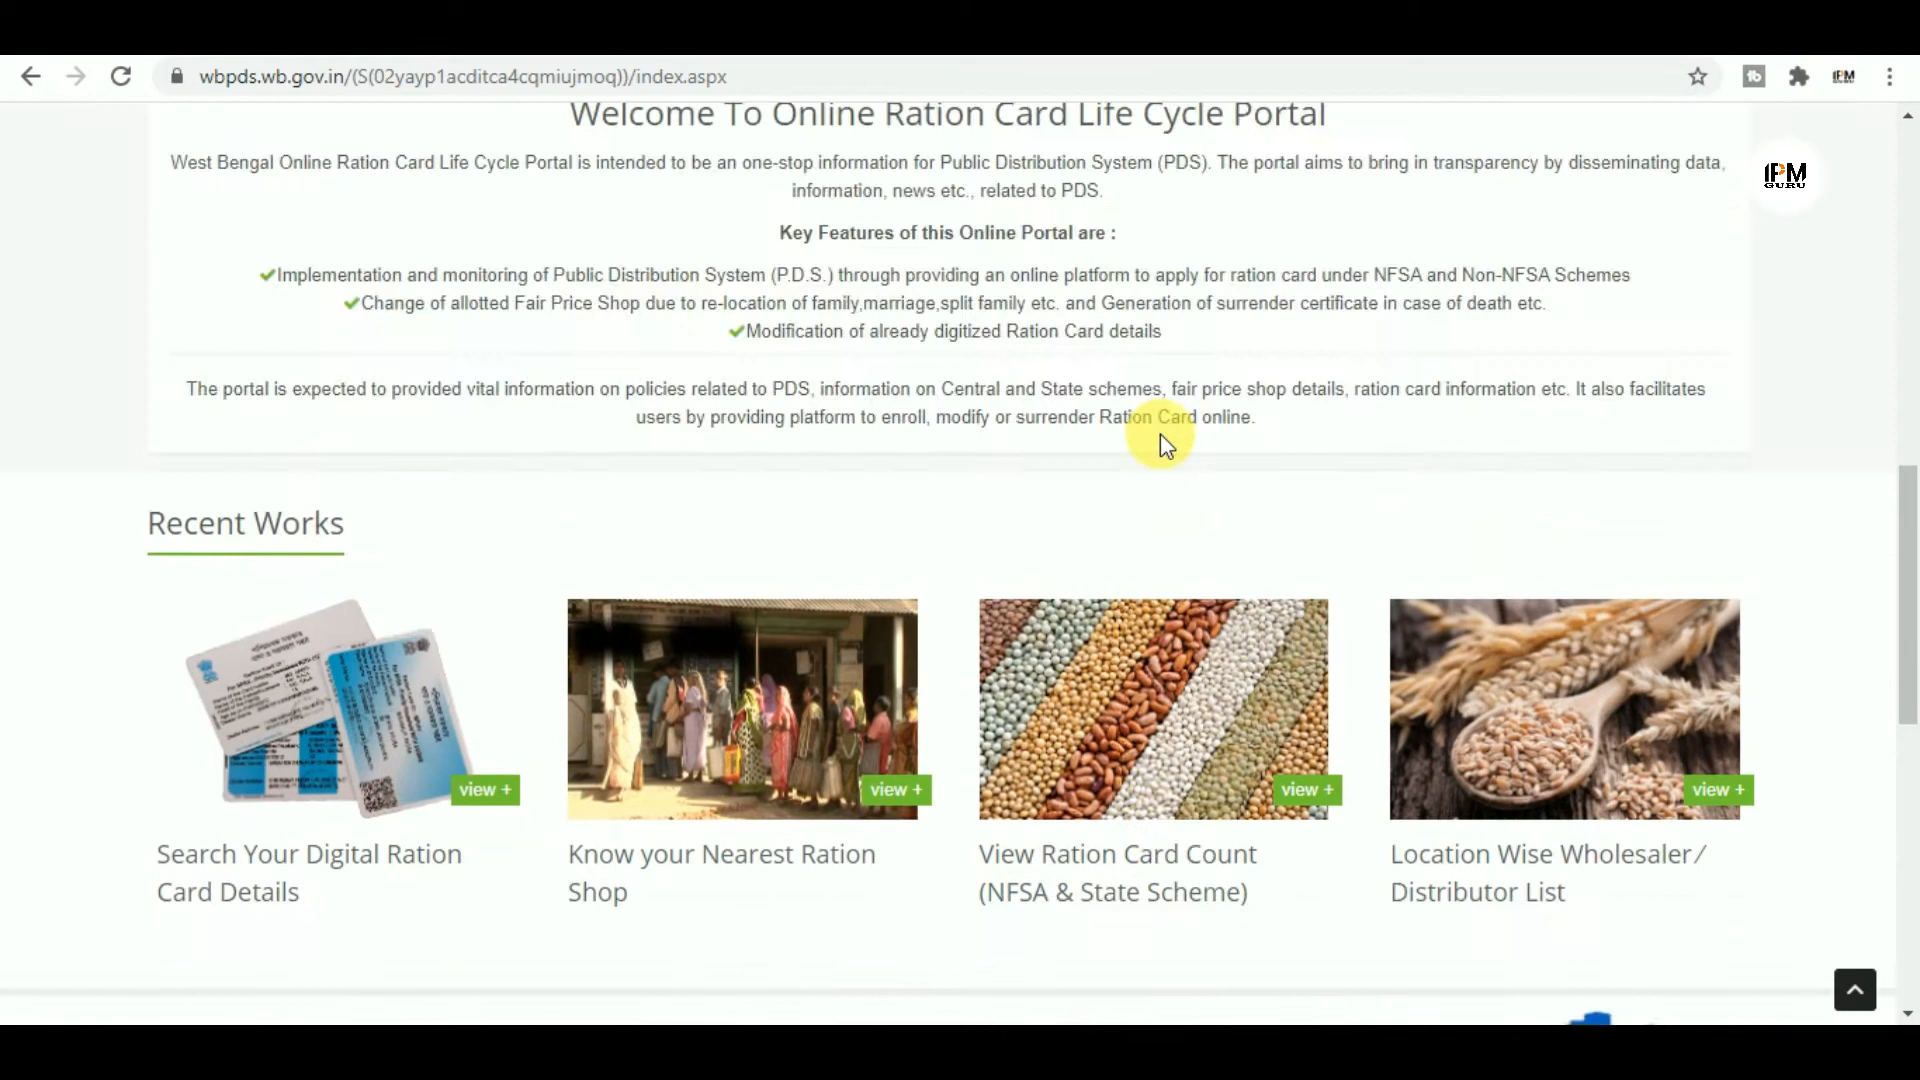 wbpds.wb.gov.in/(S(02yayp1acditca4cqmiujmoq))/index.aspx
Welcome To Online Ration Card Life Cycle Portal
West Bengal Online Ration Card Life Cycle Portal is intended to be an one-stop information for Public Distribution System (PDS). The portal aims to bring in transparency by disseminating data,
information, news etc., related to PDS.
IPM
GURU
Key Features of this Online Portal are :
Implementation and monitoring of Public Distribution System (P.D.S.) through providing an online platform to apply for ration card under NFSA and Non-NFSA Schemes
Change of allotted Fair Price Shop due to re-location of family,marriage,split family etc. and Generation of surrender certificate in case of death etc.
Modification of already digitized Ration Card details
The portal is expected to provided vital information on policies related to PDS, information on Central and State schemes, fair price shop details, ration card information etc. It also facilitates
users by providing platform to enroll, modify or surrender Ration Card online.
Recent Works
view +
view +
view +
view +
Search Your Digital Ration
Card Details
Know your Nearest Ration
Shop
View Ration Card Count
(NFSA & State Scheme)
Location Wise Wholesaler/
Distributor List